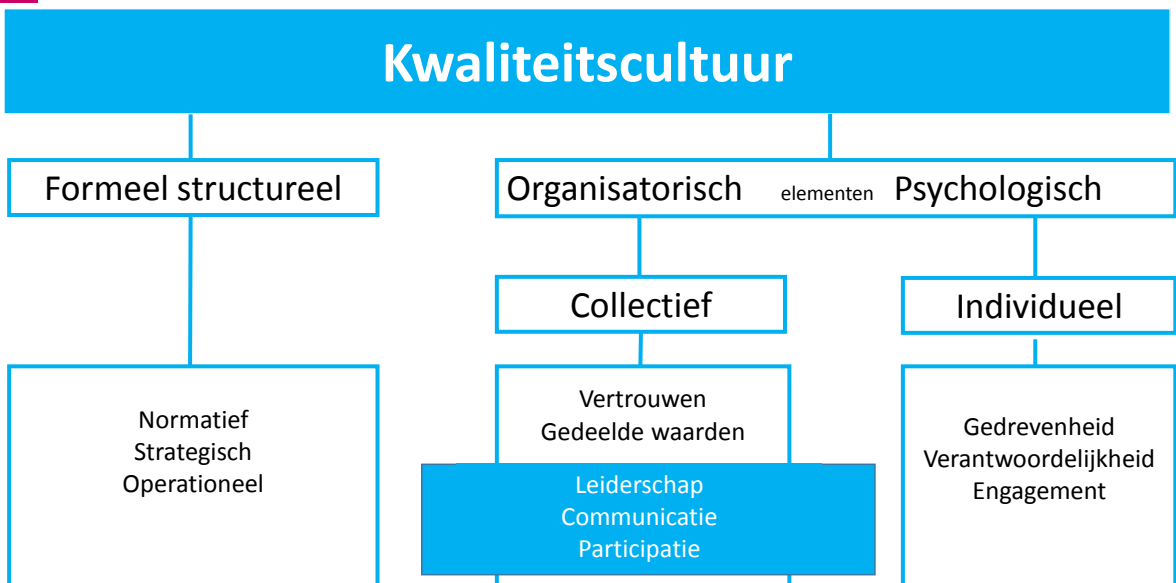 Kwaliteitscultuur
Formeel structureel
Organisatorisch elementen Psychologisch
Collectief
Individueel
Normatief
Strategisch
Operationeel
Vertrouwen
Gedeelde waarden
Leiderschap
Communicatie
Participatie
Gedrevenheid
Verantwoordelijkheid
Engagement